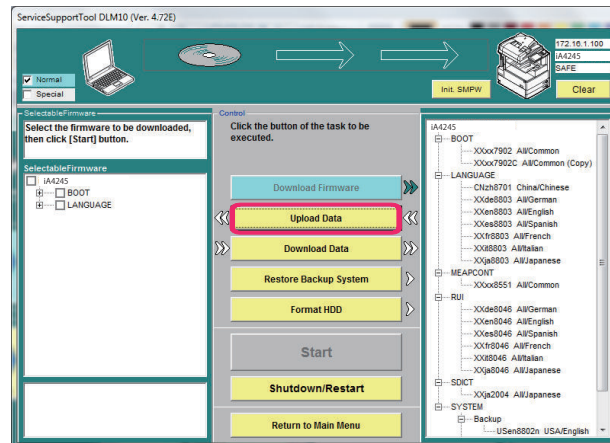 ServiceSupportTool DLM10 (Ver. 4.72E)
172.16.1.100
iA4245
SAFE
Normal
Special
Init. SMPW
Clear
SelectableFirmware
Select the firmware to be downloaded,
then click [Start] button.
SelectableFirmware
iA4245
BOOT
LANGUAGE
Control
Click the button of the task to be
executed.
Download Firmware
Upload Data
Download Data
Restore Backup System
Format HDD
Start
Shutdown/Restart
Return to Main Menu
iA4245
BOOT
XXxx7902 All/Common
XXxx7902C All/Common (Copy)
LANGUAGE
CNzh8701 China/Chinese
XXde8803 All/German
XXen8803 All/English
XXes8803 All/Spanish
XXfr8803 All/French
XXit8803 All/Italian
XXja8803 All/Japanese
MEAPCONT
XXxx8551 All/Common
RUI
XXde8046 All/German
XXen8046 All/English
XXes8046 All/Spanish
XXfr8046 All/French
XXit8046 All/Italian
XXja8046 All/Japanese
SDICT
XXja2004 All/Japanese
SYSTEM
Backup
USen8802n USA/English